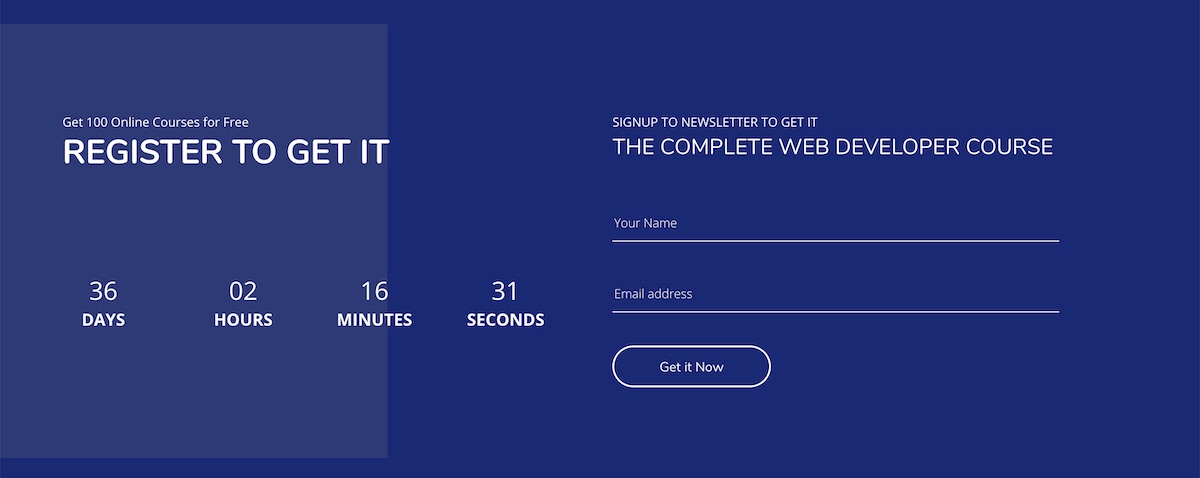 Get 100 Online Courses for Free
REGISTER TO GET IT
36 02 16 31
DAYS HOURS MINUTES SECONDS
SIGNUP TO NEWSLETTER TO GET IT
THE COMPLETE WEB DEVELOPER COURSE
Your Name
Email address
Get it Now